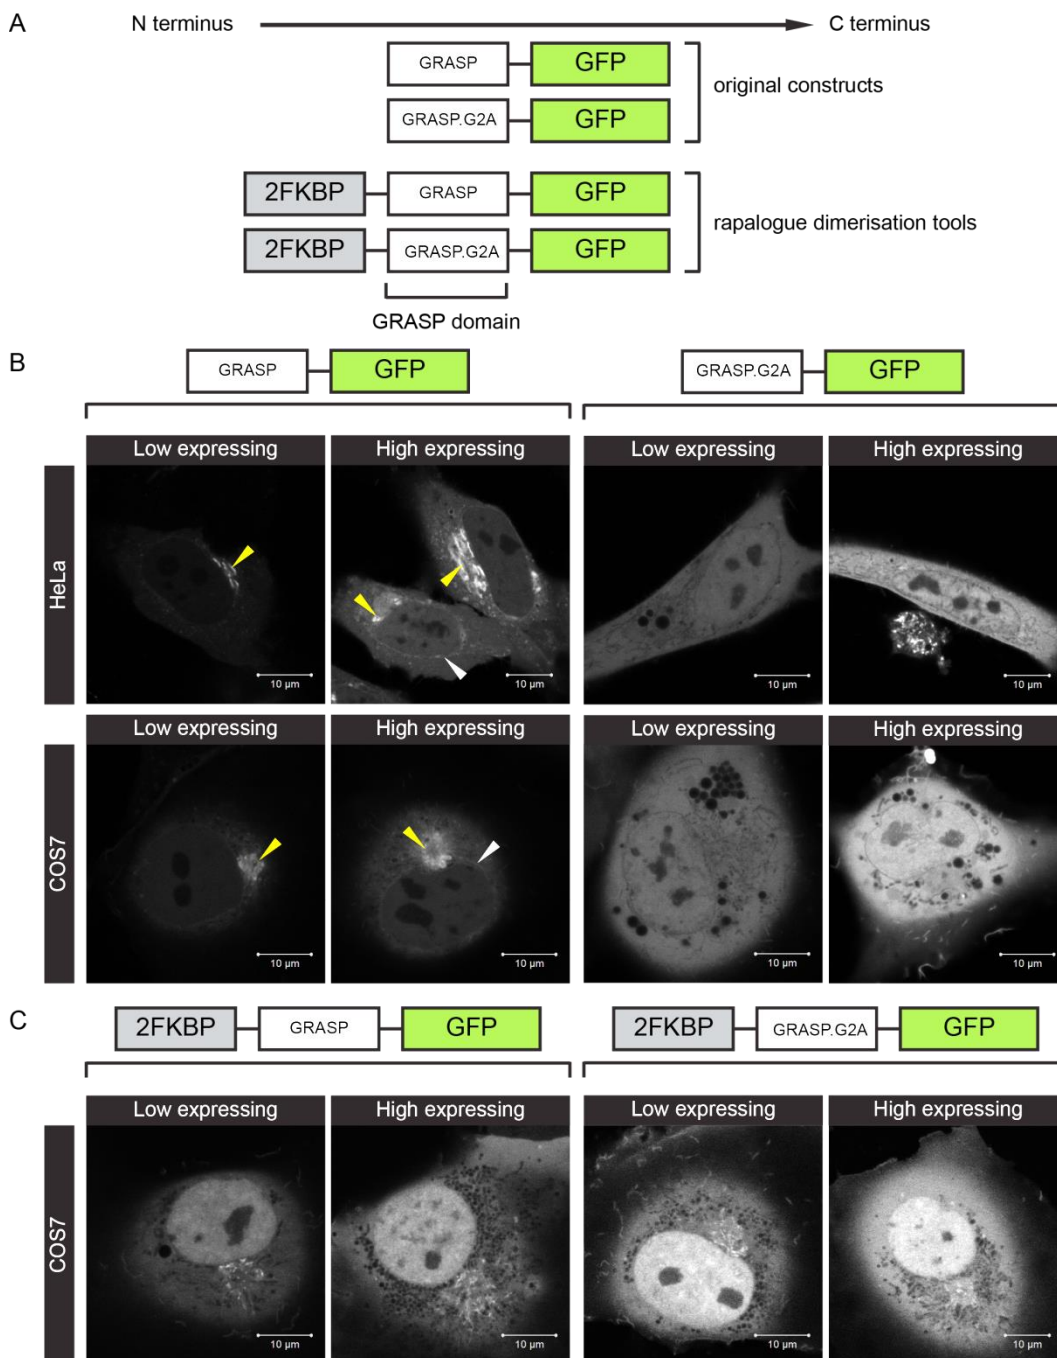 A
N terminus
C terminus
GRASP GFP
GRASP.G2A GFP
original constructs
2FKBP GRASP GFP
2FKBP GRASP.G2A GFP
rapalogue dimerisation tools
GRASP domain
B
GRASP GFP
GRASP.G2A GFP
Low expressing High expressing Low expressing High expressing
HeLa
10 µm 10 µm 10 µm 10 µm
Low expressing High expressing Low expressing High expressing
COS7
10 µm 10 µm 10 µm 10 µm
C
2FKBP GRASP GFP
2FKBP GRASP.G2A GFP
Low expressing High expressing Low expressing High expressing
COS7
10 µm 10 µm 10 µm 10 µm